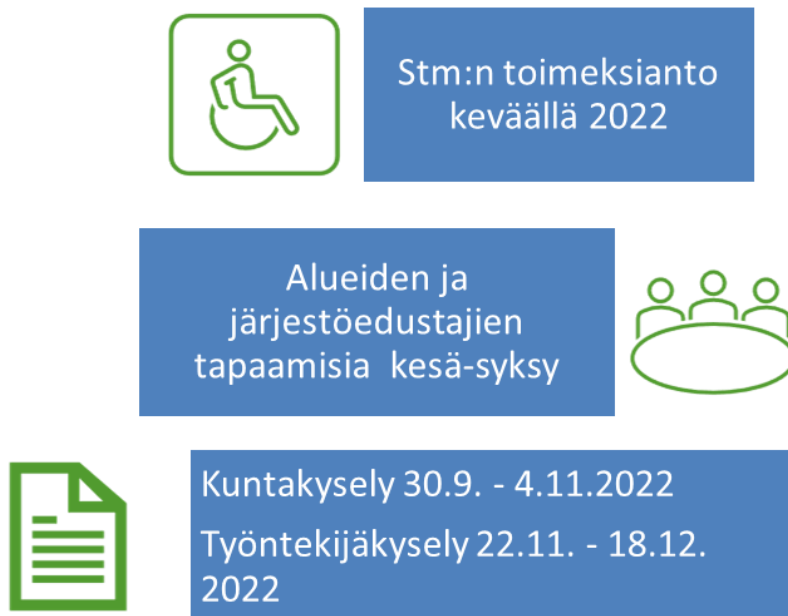 Stm:n toimeksianto
keväällä 2022
Alueiden ja
järjestöedustajien
tapaamisia kesä-syksy
Kuntakysely 30.9. - 4.11.2022
Työntekijäkysely 22.11. - 18.12.
2022